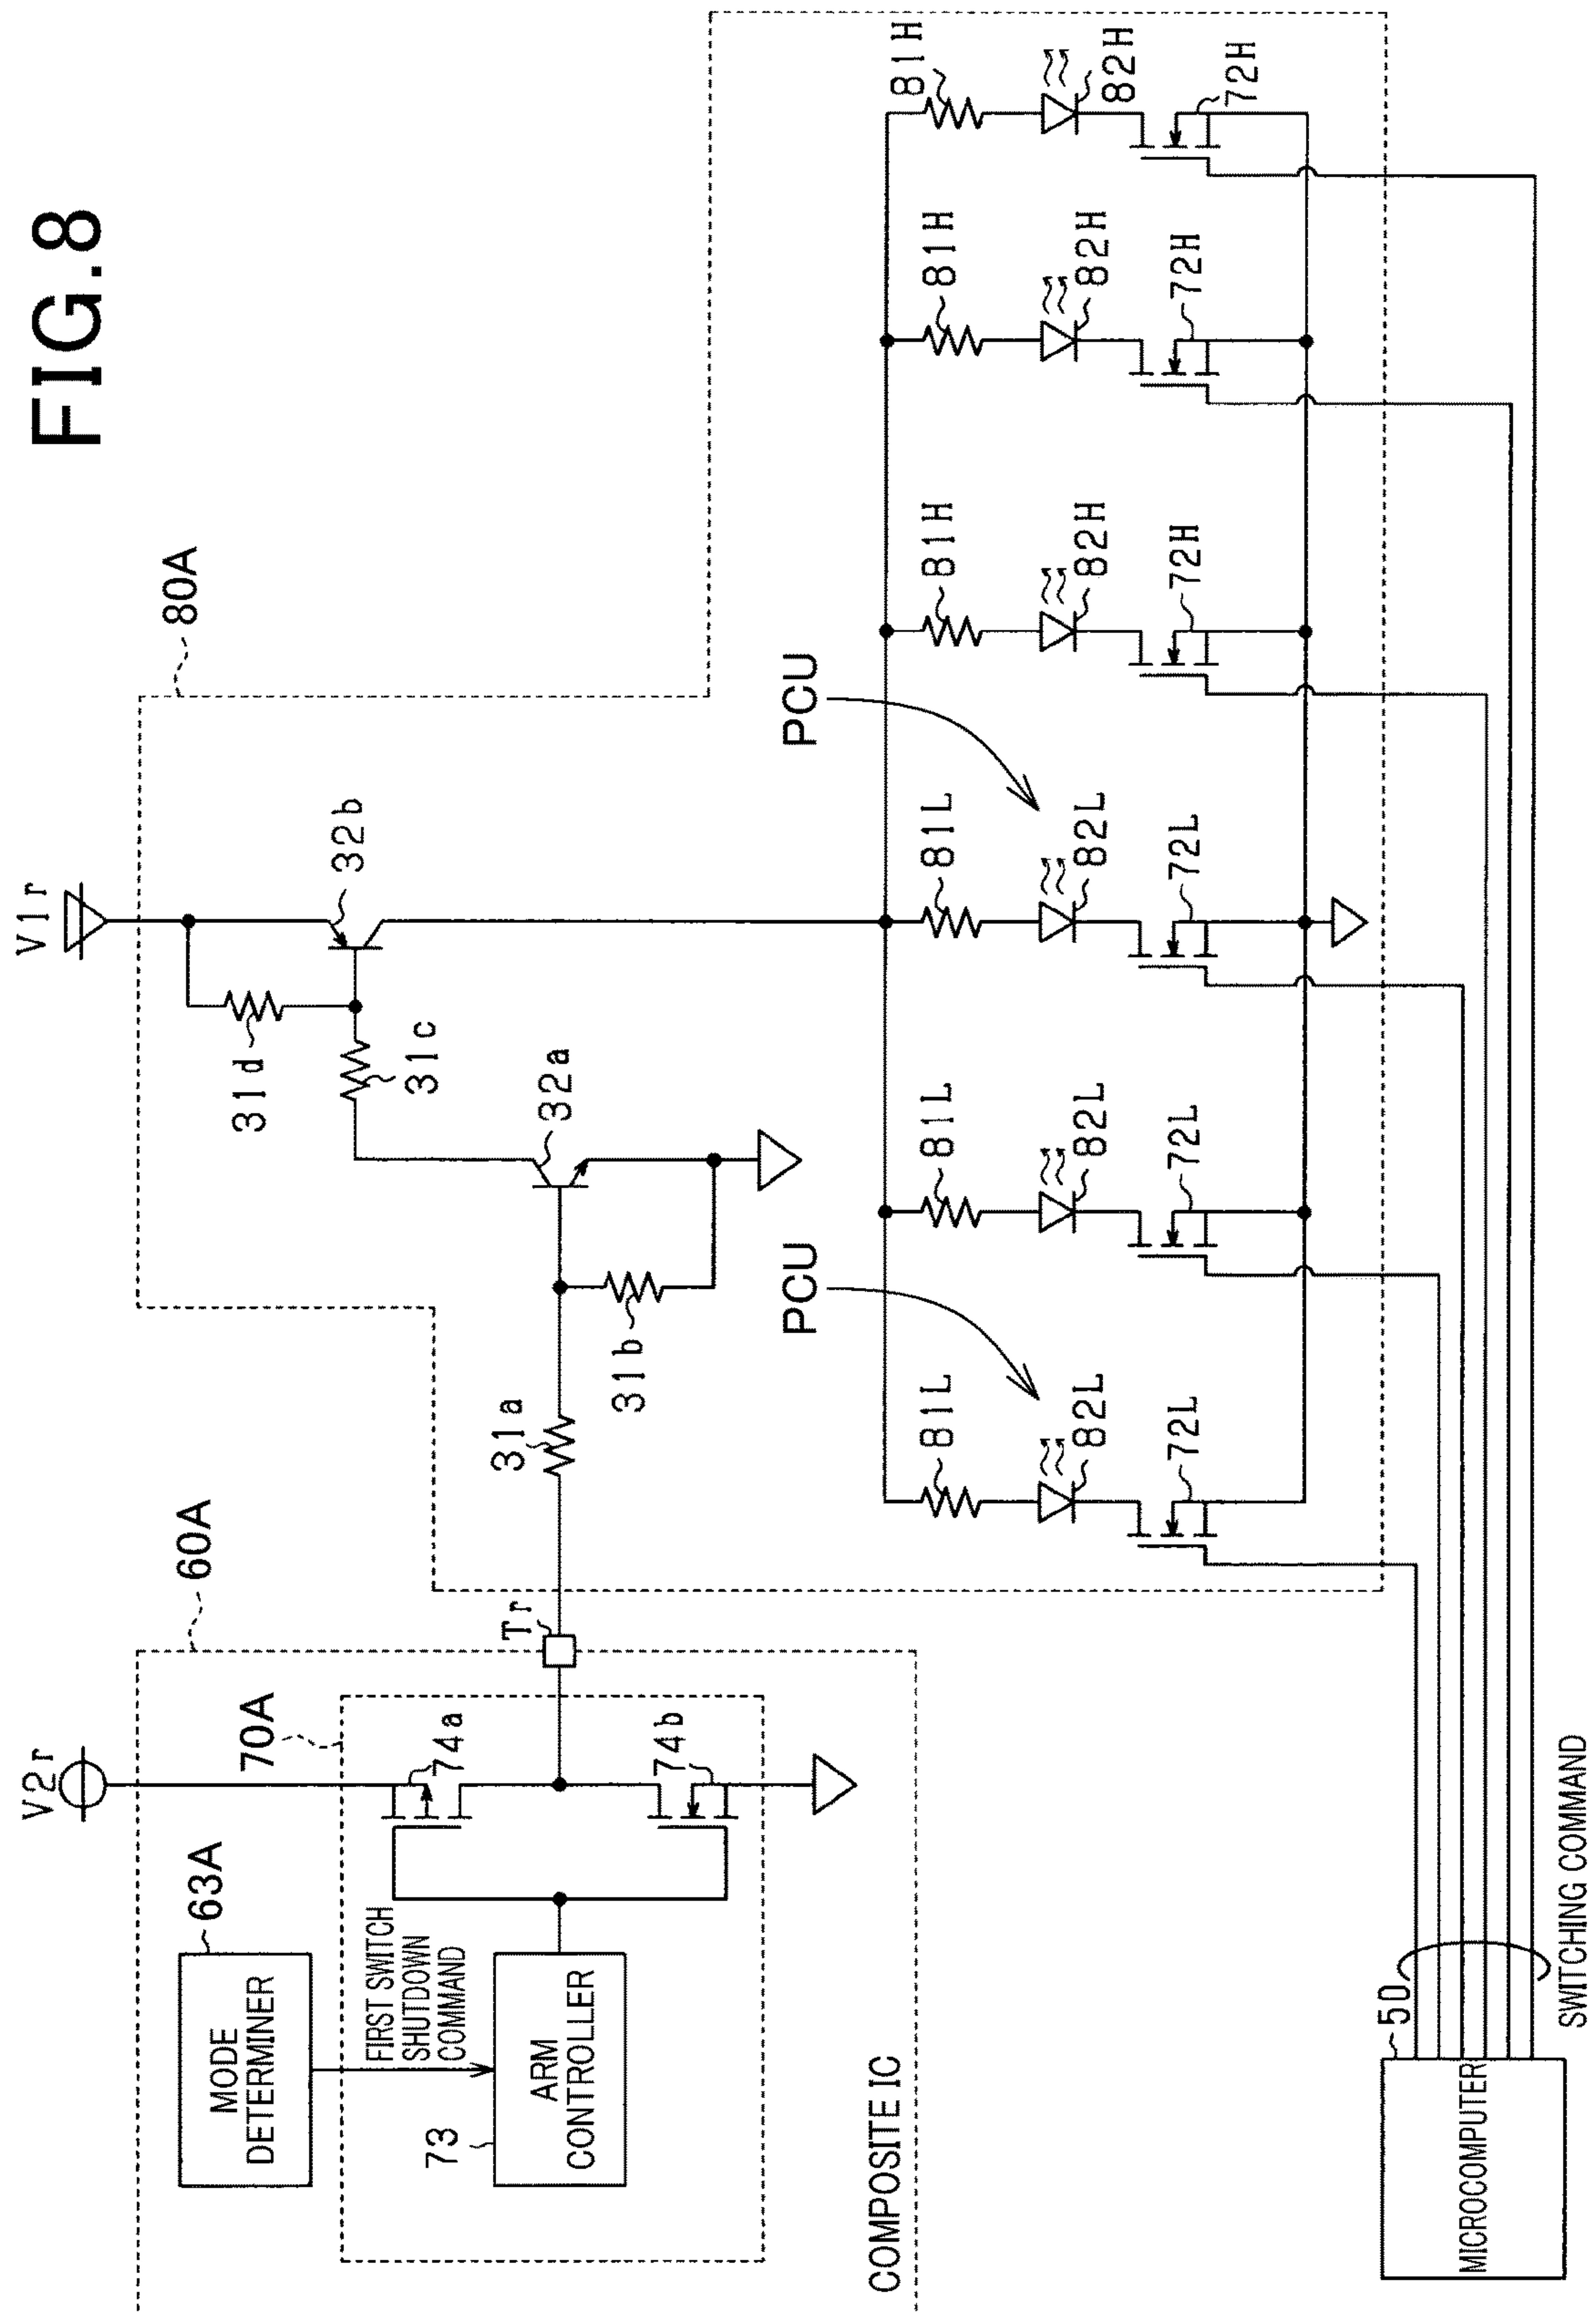 FIG.8
V2r
V1r
60A
80A
63A
MODE
DETERMINER
70A
FIRST SWITCH
SHUTDOWN
COMMAND
73
ARM
CONTROLLER
74a
74b
Tr
COMPOSITE IC
31a
31b
32a
31c
31d
32b
PCU
PCU
81L
81L
81L
81H
81H
81H
82L
82L
82L
82H
82H
82H
72L
72L
72L
72H
72H
72H
50
MICROCOMPUTER
SWITCHING COMMAND